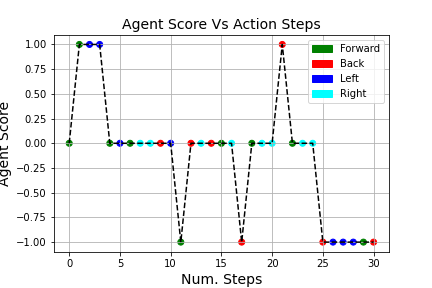 Agent Score Vs Action Steps
1.00
0.75
0.50
0.25
0.00
−0.25
−0.50
−0.75
−1.00
Agent Score
Forward
Back
Left
Right
0 5 10 15 20 25 30
Num. Steps